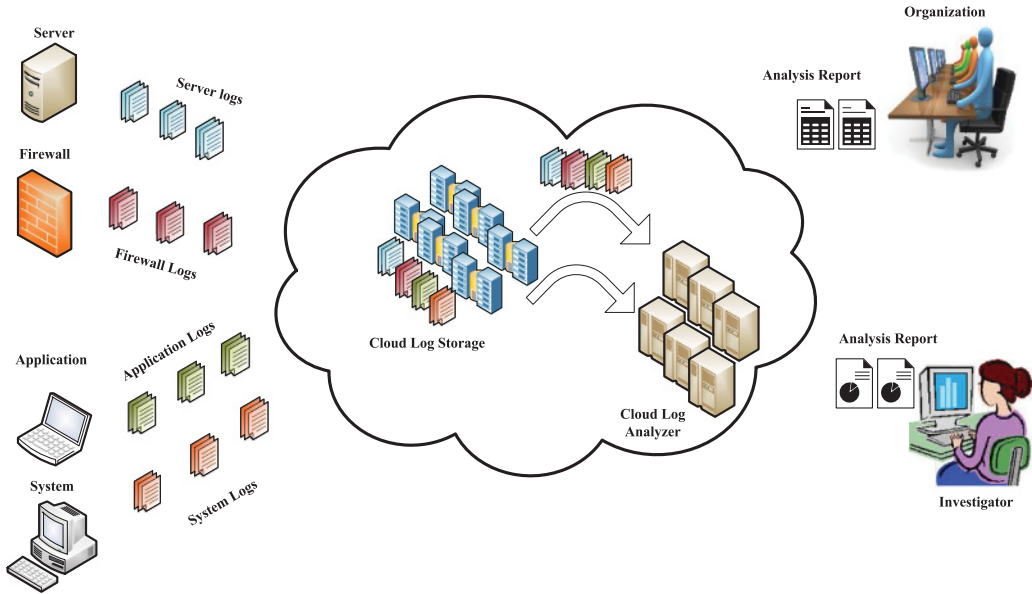 Server
Server logs
Firewall
Firewall Logs
Application
Application Logs
System
System Logs
Cloud Log Storage
Cloud Log
Analyzer
Organization
Analysis Report
Analysis Report
Investigator